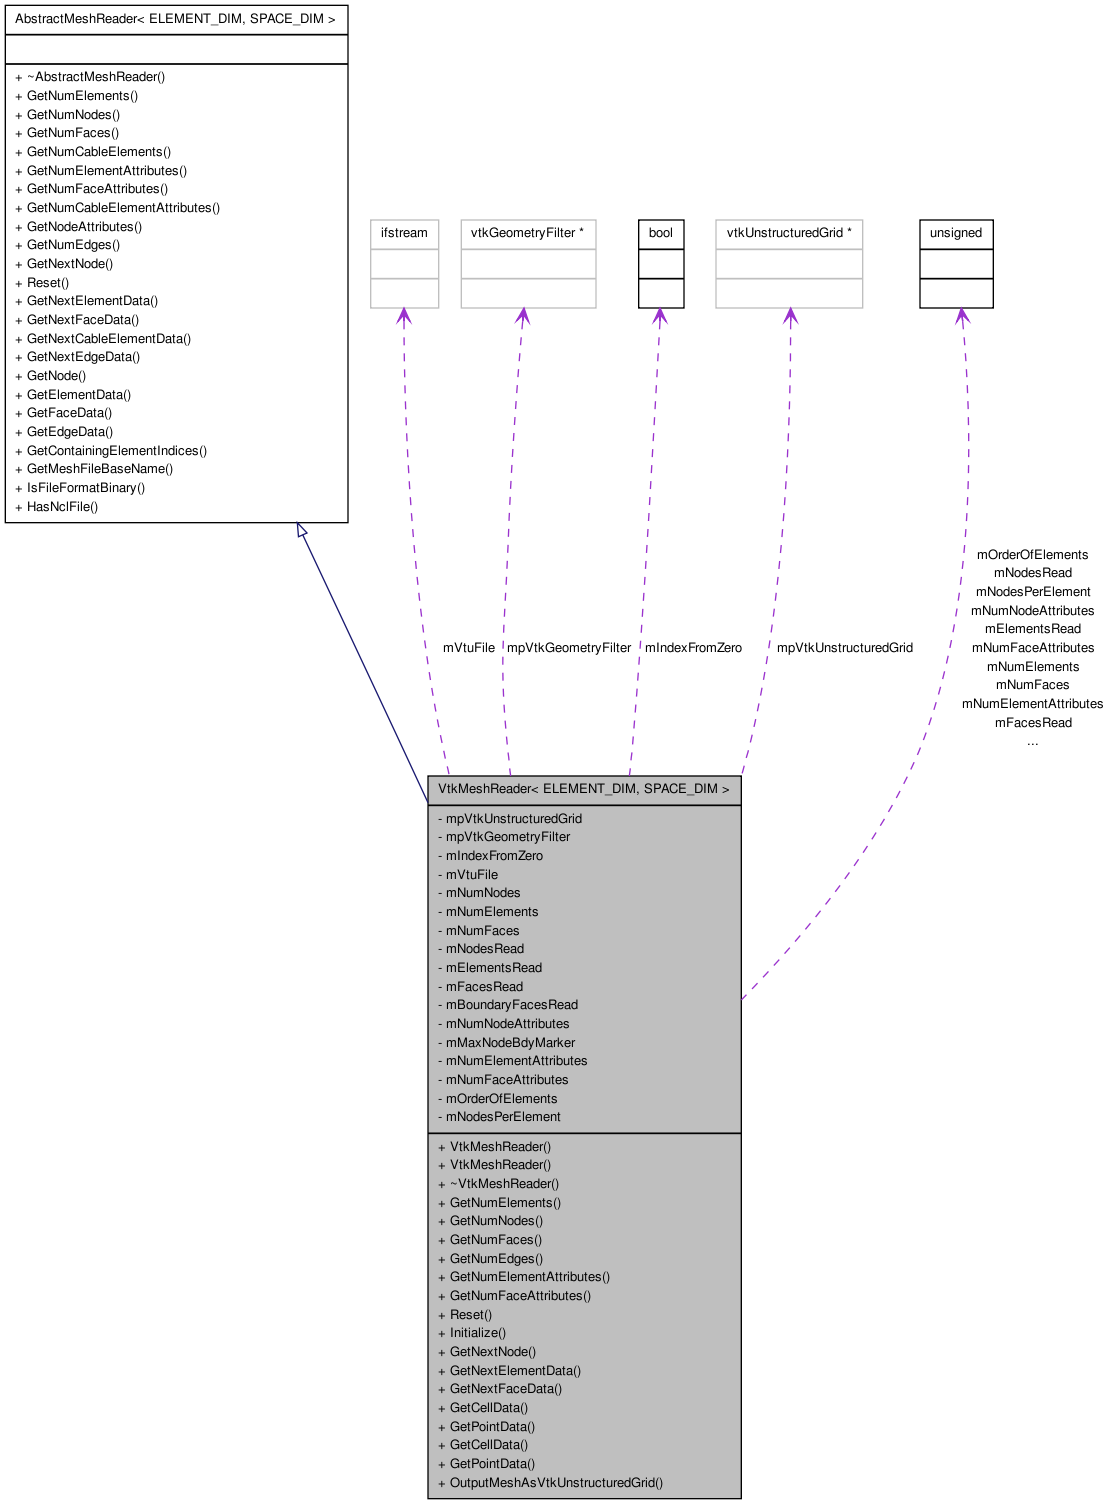 AbstractMeshReader< ELEMENT_DIM, SPACE_DIM >
+ ~AbstractMeshReader()
+ GetNumElements()
+ GetNumNodes()
+ GetNumFaces()
+ GetNumCableElements()
+ GetNumElementAttributes()
+ GetNumFaceAttributes()
+ GetNumCableElementAttributes()
+ GetNodeAttributes()
+ GetNumEdges()
+ GetNextNode()
+ Reset()
+ GetNextElementData()
+ GetNextFaceData()
+ GetNextCableElementData()
+ GetNextEdgeData()
+ GetNode()
+ GetElementData()
+ GetFaceData()
+ GetEdgeData()
+ GetContainingElementIndices()
+ GetMeshFileBaseName()
+ IsFileFormatBinary()
+ HasNclFile()
ifstream
vtkGeometryFilter *
bool
vtkUnstructuredGrid *
unsigned
mVtuFile
mpVtkGeometryFilter
mIndexFromZero
mpVtkUnstructuredGrid
mOrderOfElements
mNodesRead
mNodesPerElement
mNumNodeAttributes
mElementsRead
mNumFaceAttributes
mNumElements
mNumFaces
mNumElementAttributes
mFacesRead
...
VtkMeshReader< ELEMENT_DIM, SPACE_DIM >
- mpVtkUnstructuredGrid
- mpVtkGeometryFilter
- mIndexFromZero
- mVtuFile
- mNumNodes
- mNumElements
- mNumFaces
- mNodesRead
- mElementsRead
- mFacesRead
- mBoundaryFacesRead
- mNumNodeAttributes
- mMaxNodeBdyMarker
- mNumElementAttributes
- mNumFaceAttributes
- mOrderOfElements
- mNodesPerElement
+ VtkMeshReader()
+ VtkMeshReader()
+ ~VtkMeshReader()
+ GetNumElements()
+ GetNumNodes()
+ GetNumFaces()
+ GetNumEdges()
+ GetNumElementAttributes()
+ GetNumFaceAttributes()
+ Reset()
+ Initialize()
+ GetNextNode()
+ GetNextElementData()
+ GetNextFaceData()
+ GetCellData()
+ GetPointData()
+ GetCellData()
+ GetPointData()
+ OutputMeshAsVtkUnstructuredGrid()